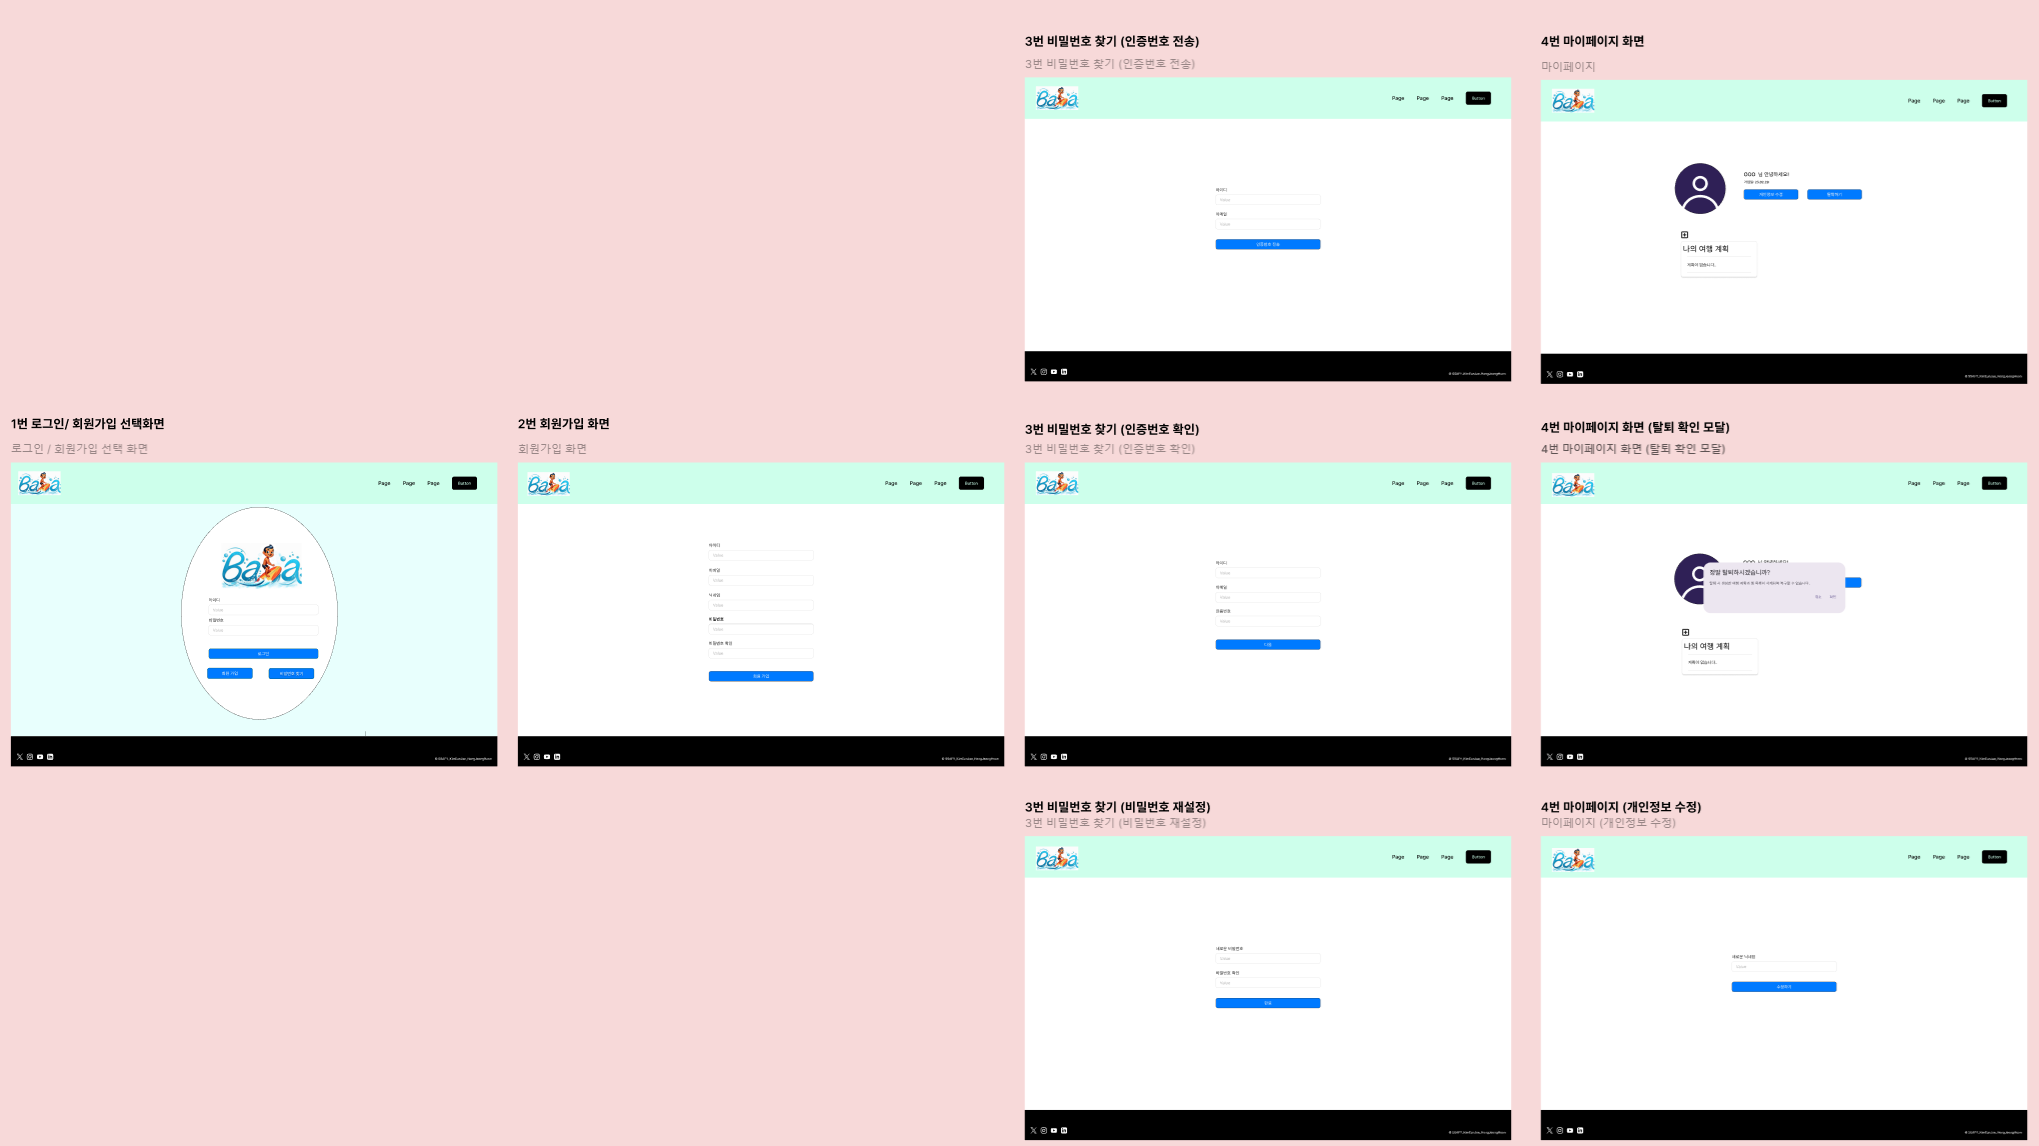 3번 비밀번호 찾기 (인증번호 전송)
3번 비밀번호 찾기 (인증번호 전송)
Page Page Page Button
아이디
Value
이메일
Value
인증번호 전송
4번 마이페이지 화면
마이페이지
Page Page Page Button
OOO 님 안녕하세요!
개인정보 수정 탈퇴하기
나의 여행 계획
계획이 없습니다.
1번 로그인/ 회원가입 선택화면
로그인 / 회원가입 선택 화면
Page Page Page Button
아이디
Value
비밀번호
Value
로그인
회원 가입 비밀번호 찾기
2번 회원가입 화면
회원가입 화면
Page Page Page Button
아이디
Value
이메일
Value
닉네임
Value
비밀번호
Value
비밀번호 확인
Value
회원 가입
3번 비밀번호 찾기 (인증번호 확인)
3번 비밀번호 찾기 (인증번호 확인)
Page Page Page Button
아이디
Value
이메일
Value
인증번호
Value
다음
4번 마이페이지 화면 (탈퇴 확인 모달)
4번 마이페이지 화면 (탈퇴 확인 모달)
Page Page Page Button
정말 탈퇴하시겠습니까?
나의 여행 계획
계획이 없습니다.
3번 비밀번호 찾기 (비밀번호 재설정)
3번 비밀번호 찾기 (비밀번호 재설정)
Page Page Page Button
새로운 비밀번호
Value
비밀번호 확인
Value
4번 마이페이지 (개인정보 수정)
마이페이지 (개인정보 수정)
Page Page Page Button
새로운 닉네임
Value
수정하기